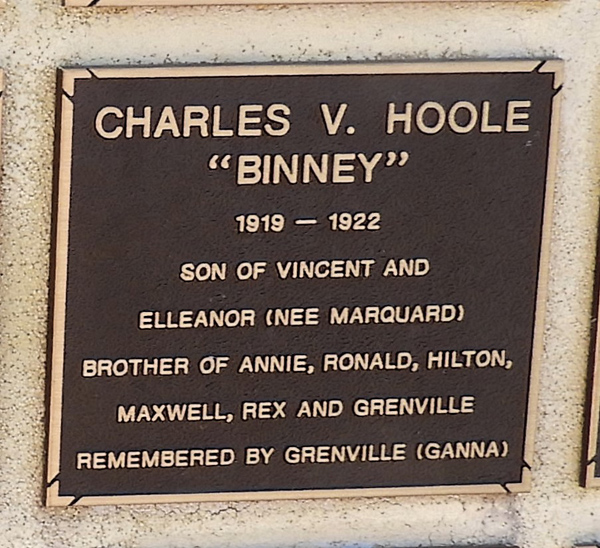 CHARLES V. HOOLE
“BINNEY”
1919 — 1922
SON OF VINCENT AND
ELLEANOR (NEE MARQUARD)
BROTHER OF ANNIE, RONALD, HILTON,
MAXWELL, REX AND GRENVILLE
REMEMBERED BY GRENVILLE (GANNA)